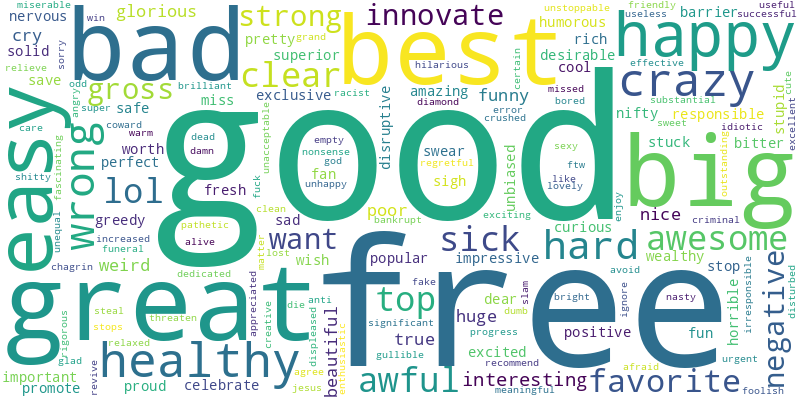 miserable
win
glorious
strong
innovate
unstoppable
friendly
useful
nervous
bad
best
humorous
happy
useless
barrier
successful
cry
pretty
grand
rich
solid
sorry
superior
hilarious
desirable
effective
relieve
clear
certain
cool
crazy
save
gross
odd
brilliant
racist
amazing
missed
substantial
cute
angry
super
miss
exclusive
diamond
funny
bored
nifty
responsible
stupid
excellent
easy
care
coward
safe
good
error
crushed
sweet
idiotic
wrong
warm
dead
unacceptable
empty
disruptive
swear
sexy
big
stuck
bitter
fascinating
worth
damn
nonsense
god
regretful
ftw
outstanding
perfect
fan
sigh
unbiased
like
shitty
lol
fresh
fuck
unhappy
lovely
enjoy
greedy
clean
poor
exciting
nice
criminal
unequal
pathetic
sad
bankrupt
curious
increased
alive
want
sick
hard
awesome
funeral
matter
wish
popular
impressive
wealthy
stop
chagrin
weird
lost
free
fake
avoid
great
dedicated
die
anti
top
dear
slam
bright
ignore
nasty
horrible
irresponsible
negative
disturbed
steal
threaten
appreciated
beautiful
significant
huge
dumb
positive
fun
stops
creative
displeased
true
progress
rigorous
relaxed
enthusiastic
gullible
excited
recommend
urgent
glad
healthy
agree
awful
interesting
afraid
favorite
important
promote
revive
proud
celebrate
jesus
meaningful
foolish